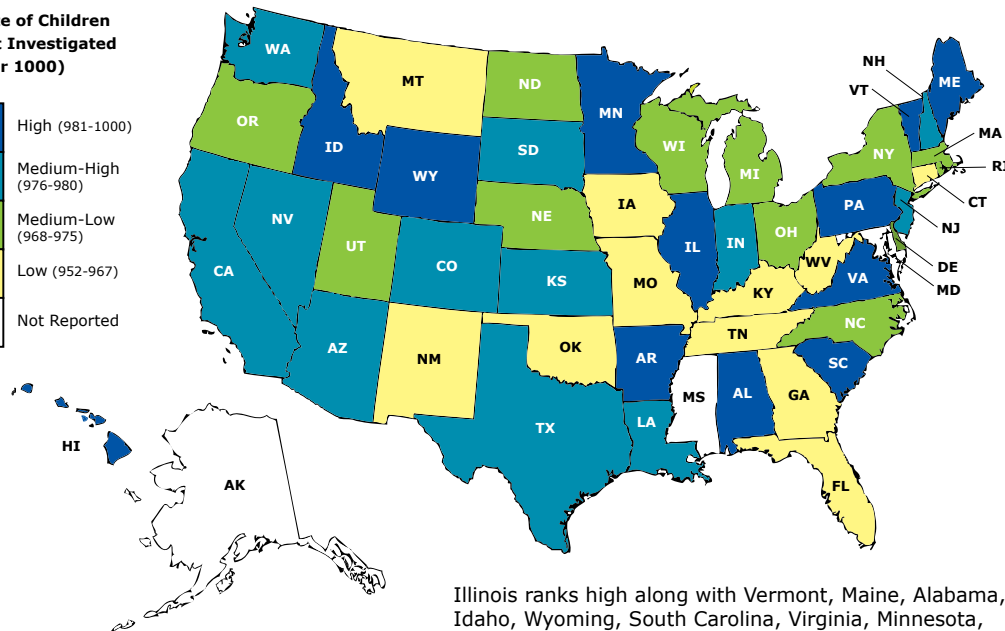 te of Children
t Investigated
r 1000)
High (981-1000)
Medium-High
(976-980)
Medium-Low
(968-975)
Low (952-967)
Not Reported
WA
MT
ND
MN
NH
VT
ME
OR
ID
SD
WI
MI
NY
MA
RI
CT
WY
IA
PA
NJ
NV
UT
NE
IL
IN
OH
DE
MD
CA
CO
KS
MO
WV
VA
KY
NC
AZ
NM
OK
TN
AR
SC
MS
AL
GA
TX
LA
HI
AK
FL
Illinois ranks high along with Vermont, Maine, Alabama,
Idaho, Wyoming, South Carolina, Virginia, Minnesota,